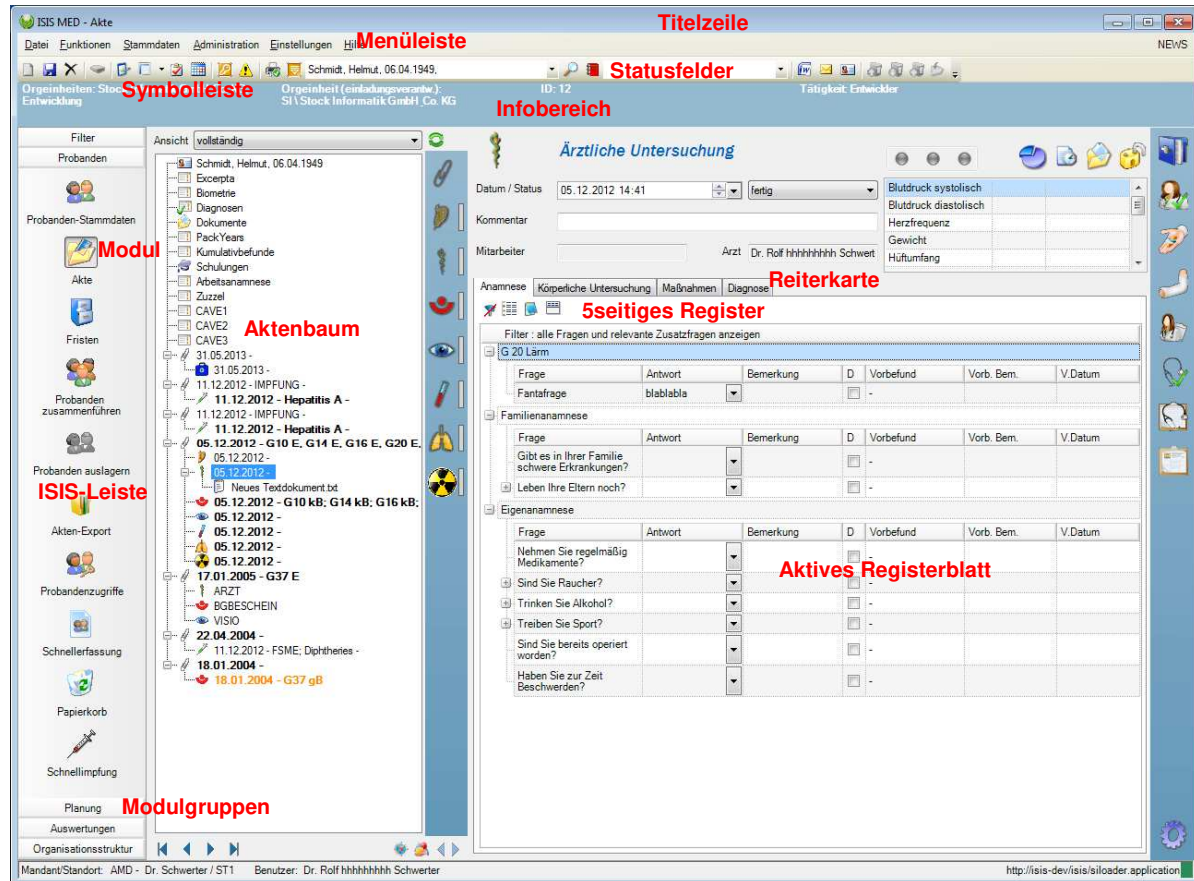 ISIS MED - Akte
Titelzeile
Datei Funktionen Stammdaten Administration Einstellungen
Menüleiste
NEWS
Schmidt, Helmut, 06.04.1949,
Statusfelder
Symbolleiste
Orgeinheiten:
Entwicklung
Orgeinheit (einladungsverantw.):
SI \ Stock Informatik GmbH_Co. KG
ID: 12
Tätigkeit: Entwickler
Infobereich
Filter
Probanden
Probanden-Stammdaten
Modul
Akte
Fristen
Probanden
zusammenführen
Probanden auslagern
ISIS-Leiste
Akten-Export
Probandenzugriffe
Schnellerfassung
Papierkorb
Schnellimpfung
Planung
Modulgruppen
Auswertungen
Organisationsstruktur
Ansicht vollständig
Schmidt, Helmut, 06.04.1949
Excerpta
Biometrie
Diagnosen
Dokumente
PackYears
Kumulativbefunde
Schulungen
Arbeitsanamnese
Zuzzel
CAVE1
CAVE2
CAVE3
Aktenbaum
31.05.2013 -
31.05.2013 -
11.12.2012 - IMPFUNG -
11.12.2012 - Hepatitis A -
11.12.2012 - IMPFUNG -
11.12.2012 - Hepatitis A -
05.12.2012 - G10 E, G14 E, G16 E, G20 E,
05.12.2012 -
05.12.2012 -
Neues Textdokument.txt
05.12.2012 - G10 kB; G14 kB; G16 kB;
05.12.2012 -
05.12.2012 -
05.12.2012 -
05.12.2012 -
17.01.2005 - G37 E
ARZT
BGBESCHEIN
VISIO
22.04.2004 -
11.12.2012 - FSME; Diphtheries -
18.01.2004 -
18.01.2004 - G37 gB
Ärztliche Untersuchung
Datum / Status 05.12.2012 14:41 fertig
Kommentar
Mitarbeiter Arzt Dr. Rolf hhhhhhhhh Schwert
Blutdruck systolisch
Blutdruck diastolisch
Herzfrequenz
Gewicht
Hüftumfang
Anamnese Körperliche Untersuchung Maßnahmen Diagnose
Reiterkarte
5seitiges Register
Filter : alle Fragen und relevante Zusatzfragen anzeigen
G 20 Lärm
Frage Antwort Bemerkung D Vorbefund Vorb. Bem. V.Datum
Fantafrage blablabla -
Familienanamnese
Frage Antwort Bemerkung D Vorbefund Vorb. Bem. V.Datum
Gibt es in Ihrer Familie
schwere Erkrankungen? -
Leben Ihre Eltern noch? -
Eigenanamnese
Frage Antwort Bemerkung D Vorbefund Vorb. Bem. V.Datum
Nehmen Sie regelmäßig
Medikamente? -
Aktives Registerblatt
Sind Sie Raucher? -
Trinken Sie Alkohol? -
Treiben Sie Sport? -
Sind Sie bereits operiert
worden? -
Haben Sie zur Zeit
Beschwerden? -
Mandant/Standort: AMD - Dr. Schwerter / ST1 Benutzer: Dr. Rolf hhhhhhhhh Schwerter
http://isis-dev/isis/siloader.application